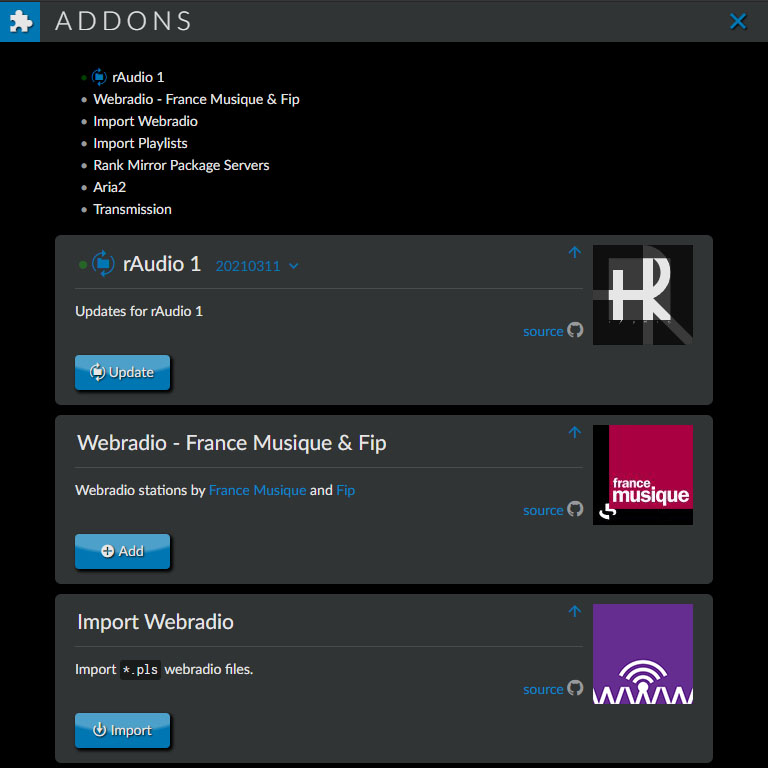 ADDONS
rAudio 1
Webradio - France Musique & Fip
Import Webradio
Import Playlists
Rank Mirror Package Servers
Aria2
Transmission
rAudio 1 20210311
Updates for rAudio 1
source
Update
Webradio - France Musique & Fip
Webradio stations by France Musique and Fip
source
france
musique
Add
Import Webradio
Import *.pls webradio files.
source
www
Import